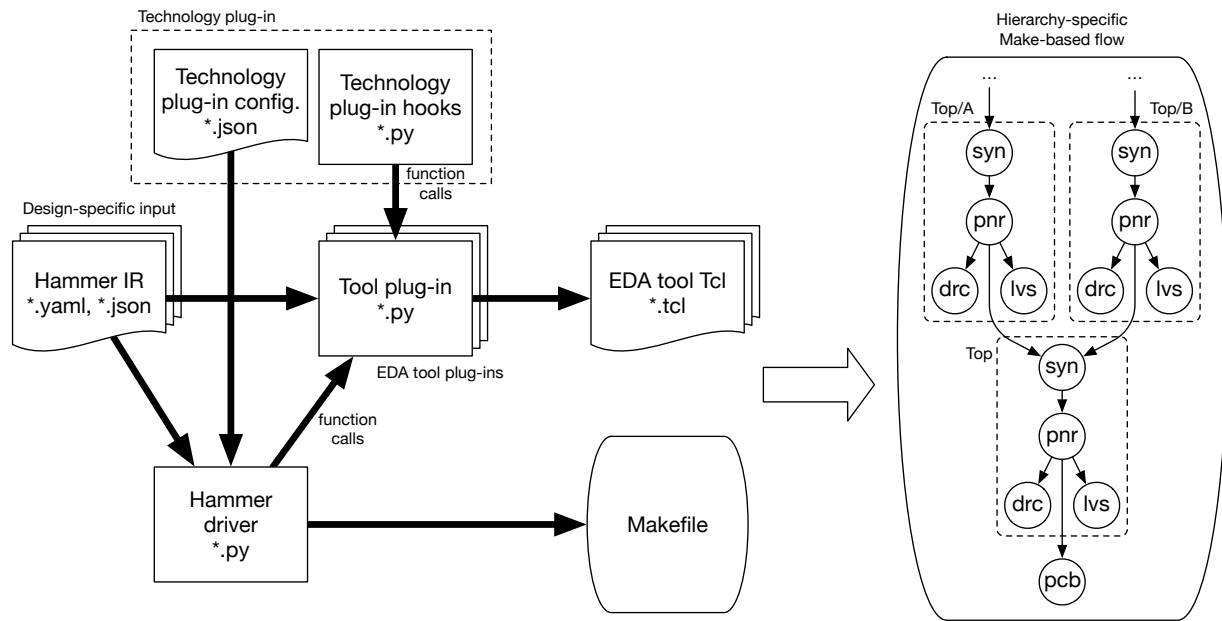 Technology plug-in
Technology
plug-in config.
*.json
Technology
plug-in hooks
*.py
function
calls
Design-specific input
Hammer IR
*.yaml, *.json
Tool plug-in
*.py
EDA tool Tcl
*.tcl
EDA tool plug-ins
function
calls
Hammer
driver
*.py
Makefile
Hierarchy-specific
Make-based flow
...
...
Top/A
Top/B
syn
syn
pnr
pnr
drc
lvs
drc
lvs
Top
syn
pnr
drc
lvs
pcb